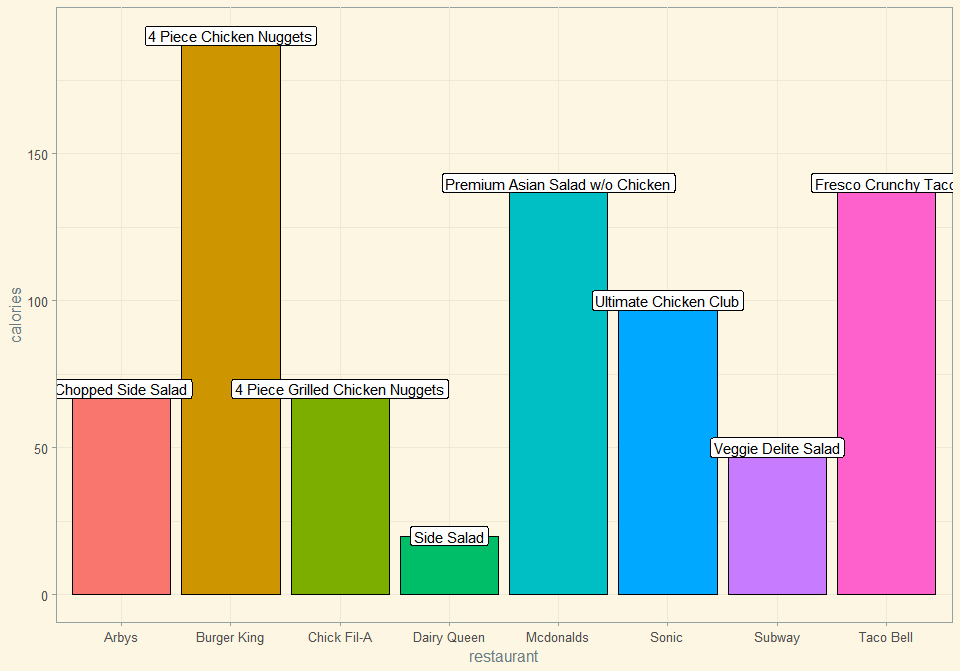 4 Piece Chicken Nuggets
150
Premium Asian Salad w/o Chicken
Fresco Crunchy Taco
calories
100
Ultimate Chicken Club
Chopped Side Salad
4 Piece Grilled Chicken Nuggets
50
Veggie Delite Salad
Side Salad
0
Arbys
Burger King
Chick Fil-A
Dairy Queen
Mcdonalds
Sonic
Subway
Taco Bell
restaurant